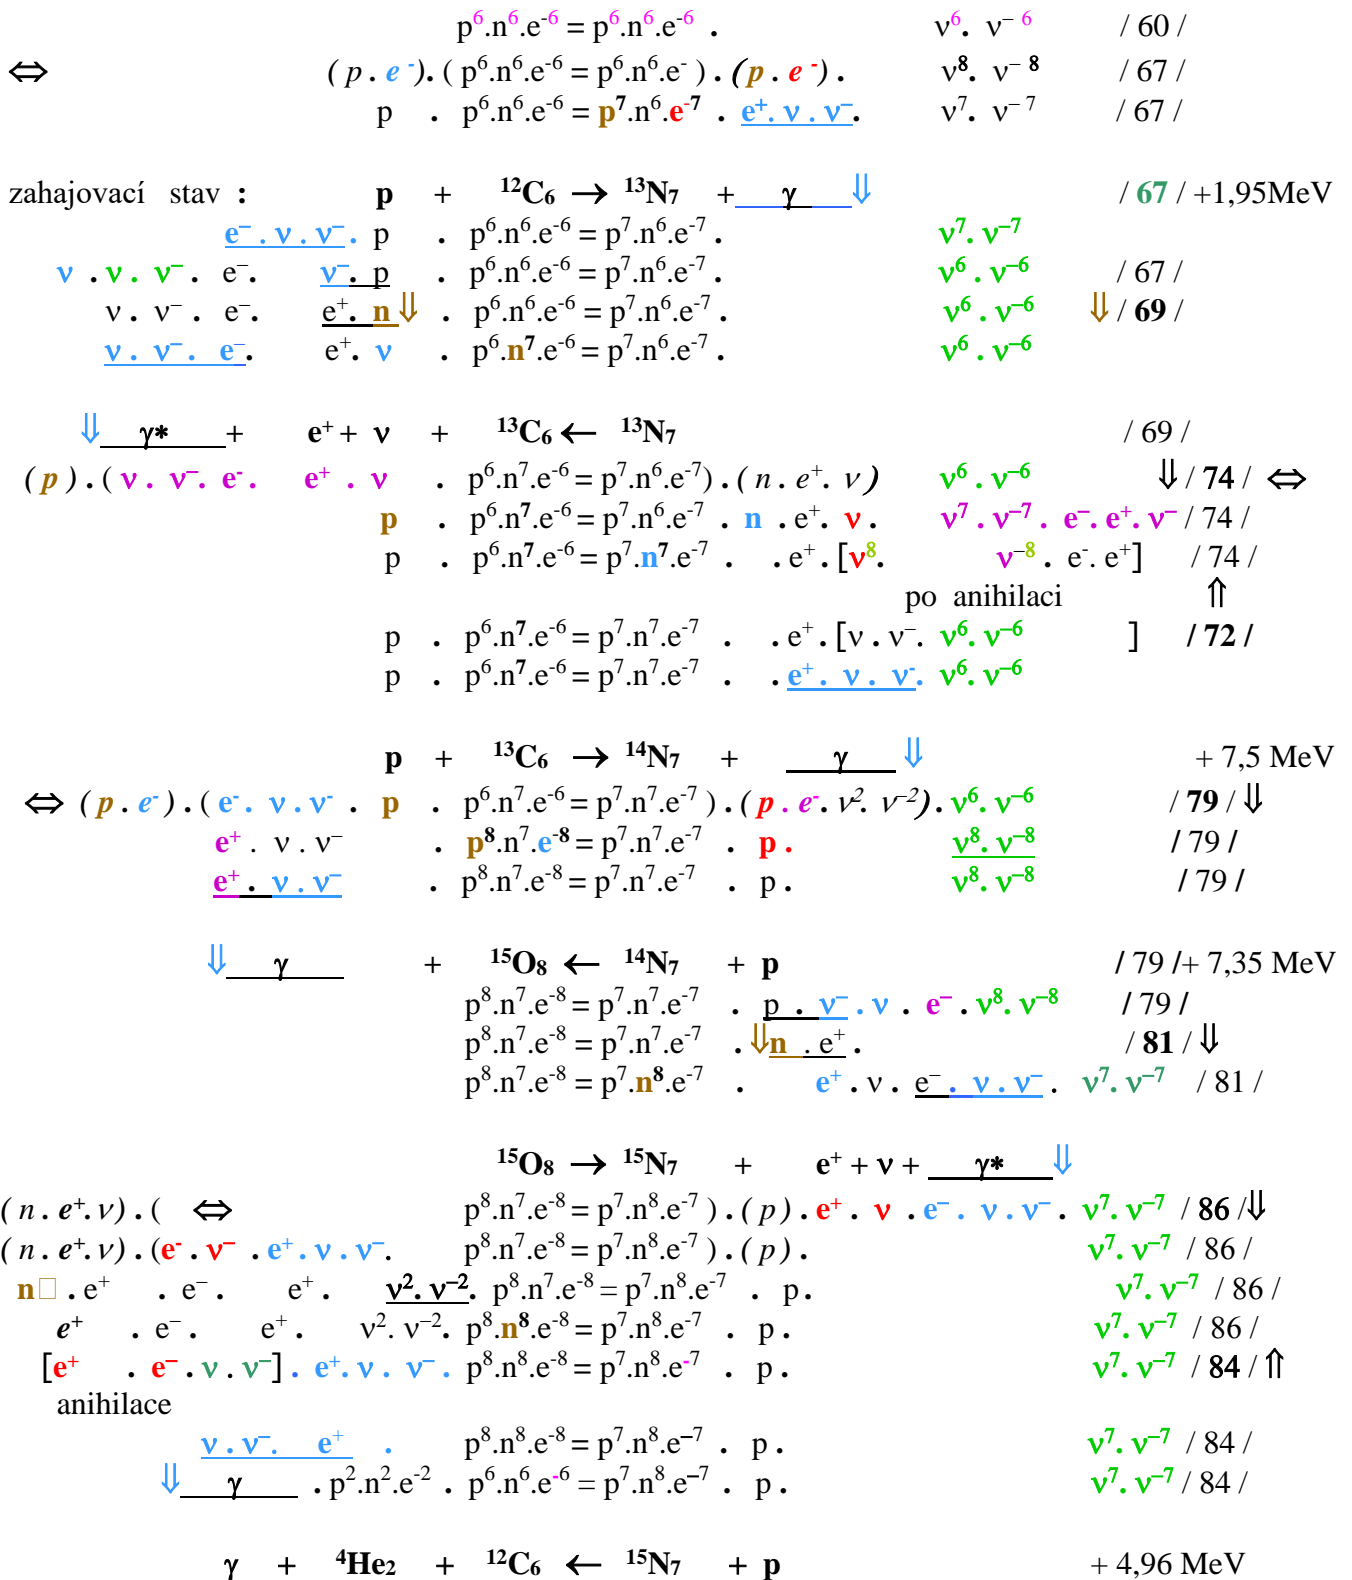 p⁶.n⁶.e⁻⁶ = p⁶.n⁶.e⁻⁶ . ν⁶. ν⁻ ⁶ / 60 /
⇔ (p . e⁻). ( p⁶.n⁶.e⁻⁶ = p⁶.n⁶.e⁻ ) . (p . e⁻) . ν⁸. ν⁻ ⁸ / 67 /
p . p⁶.n⁶.e⁻⁶ = p⁷.n⁶.e⁻⁷ . e⁺. ν . ν⁻. ν⁷. ν⁻ ⁷ / 67 /
zahajovací stav : p + ¹²C₆ → ¹³N₇ + γ ⇓ / 67 / +1,95MeV
e⁻ . ν . ν⁻. p . p⁶.n⁶.e⁻⁶ = p⁷.n⁶.e⁻⁷ . ν⁷. ν⁻⁷
ν . ν. ν⁻. e⁻. ν⁻. p . p⁶.n⁶.e⁻⁶ = p⁷.n⁶.e⁻⁷ . ν⁶ . ν⁻⁶ / 67 /
ν . ν⁻ . e⁻. e⁺. n ⇓ . p⁶.n⁶.e⁻⁶ = p⁷.n⁶.e⁻⁷ . ν⁶ . ν⁻⁶ ⇓ / 69 /
ν . ν⁻. e⁻. e⁺. ν . p⁶.n⁷.e⁻⁶ = p⁷.n⁶.e⁻⁷ . ν⁶ . ν⁻⁶
⇓ γ* + e⁺ + ν + ¹³C₆ ← ¹³N₇ / 69 /
(p ) . ( ν . ν⁻. e⁻. e⁺ . ν . p⁶.n⁷.e⁻⁶ = p⁷.n⁶.e⁻⁷) . ( n . e⁺. ν ) ν⁶ . ν⁻⁶ ⇓ / 74 / ⇔
p . p⁶.n⁷.e⁻⁶ = p⁷.n⁶.e⁻⁷ . n . e⁺. ν . ν⁷ . ν⁻⁷ . e⁻. e⁺. ν⁻ / 74 /
p . p⁶.n⁷.e⁻⁶ = p⁷.n⁷.e⁻⁷ . . e⁺ . [ν⁸. ν⁻⁸ . e⁻. e⁺] / 74 /
po anihilaci ⇑
p . p⁶.n⁷.e⁻⁶ = p⁷.n⁷.e⁻⁷ . . e⁺ . [ν . ν⁻. ν⁶. ν⁻⁶ ] / 72 /
p . p⁶.n⁷.e⁻⁶ = p⁷.n⁷.e⁻⁷ . . e⁺ . ν . ν⁻. ν⁶. ν⁻⁶
p + ¹³C₆ → ¹⁴N₇ + γ ⇓ + 7,5 MeV
⇔ (p . e⁻) . ( e⁻. ν . ν⁻ . p . p⁶.n⁷.e⁻⁶ = p⁷.n⁷.e⁻⁷ ) . ( p . e⁻. ν². ν⁻²). ν⁶. ν⁻⁶ / 79 / ⇓
e⁺ . ν . ν⁻ . p⁸.n⁷.e⁻⁸ = p⁷.n⁷.e⁻⁷ . p . ν⁸. ν⁻⁸ / 79 /
e⁺ . ν . ν⁻ . p⁸.n⁷.e⁻⁸ = p⁷.n⁷.e⁻⁷ . p . ν⁸. ν⁻⁸ / 79 /
⇓ γ + ¹⁵O₈ ← ¹⁴N₇ + p / 79 /+ 7,35 MeV
p⁸.n⁷.e⁻⁸ = p⁷.n⁷.e⁻⁷ . p . ν⁻ . ν . e⁻ . ν⁸. ν⁻⁸ / 79 /
p⁸.n⁷.e⁻⁸ = p⁷.n⁷.e⁻⁷ . ⇓n . e⁺ . / 81 / ⇓
p⁸.n⁷.e⁻⁸ = p⁷.n⁸.e⁻⁷ . e⁺ . ν . e⁻ . ν . ν⁻ . ν⁷. ν⁻⁷ / 81 /
¹⁵O₈ → ¹⁵N₇ + e⁺ + ν + γ* ⇓
( n . e⁺. ν) . ( ⇔ p⁸.n⁷.e⁻⁸ = p⁷.n⁸.e⁻⁷ ) . ( p ) . e⁺ . ν . e⁻ . ν . ν⁻ . ν⁷. ν⁻⁷ / 86 /⇓
( n . e⁺. ν) . (e⁻ . ν⁻ . e⁺. ν . ν⁻. p⁸.n⁷.e⁻⁸ = p⁷.n⁸.e⁻⁷ ) . ( p ) . ν⁷. ν⁻⁷ / 86 /
n□ . e⁺ . e⁻ . e⁺. ν². ν⁻². p⁸.n⁷.e⁻⁸ = p⁷.n⁸.e⁻⁷ . p . ν⁷. ν⁻⁷ / 86 /
e⁺ . e⁻ . e⁺ . ν². ν⁻². p⁸.n⁸.e⁻⁸ = p⁷.n⁸.e⁻⁷ . p . ν⁷. ν⁻⁷ / 86 /
[e⁺ . e⁻ . ν . ν⁻] . e⁺. ν . ν⁻ . p⁸.n⁸.e⁻⁸ = p⁷.n⁸.e⁻⁷ . p . ν⁷. ν⁻⁷ / 84 / ⇑
anihilace
ν . ν⁻. e⁺ . p⁸.n⁸.e⁻⁸ = p⁷.n⁸.e⁻⁷ . p . ν⁷. ν⁻⁷ / 84 /
⇓ γ . p².n².e⁻² . p⁶.n⁶.e⁻⁶ = p⁷.n⁸.e⁻⁷ . p . ν⁷. ν⁻⁷ / 84 /
γ + ⁴He₂ + ¹²C₆ ← ¹⁵N₇ + p + 4,96 MeV